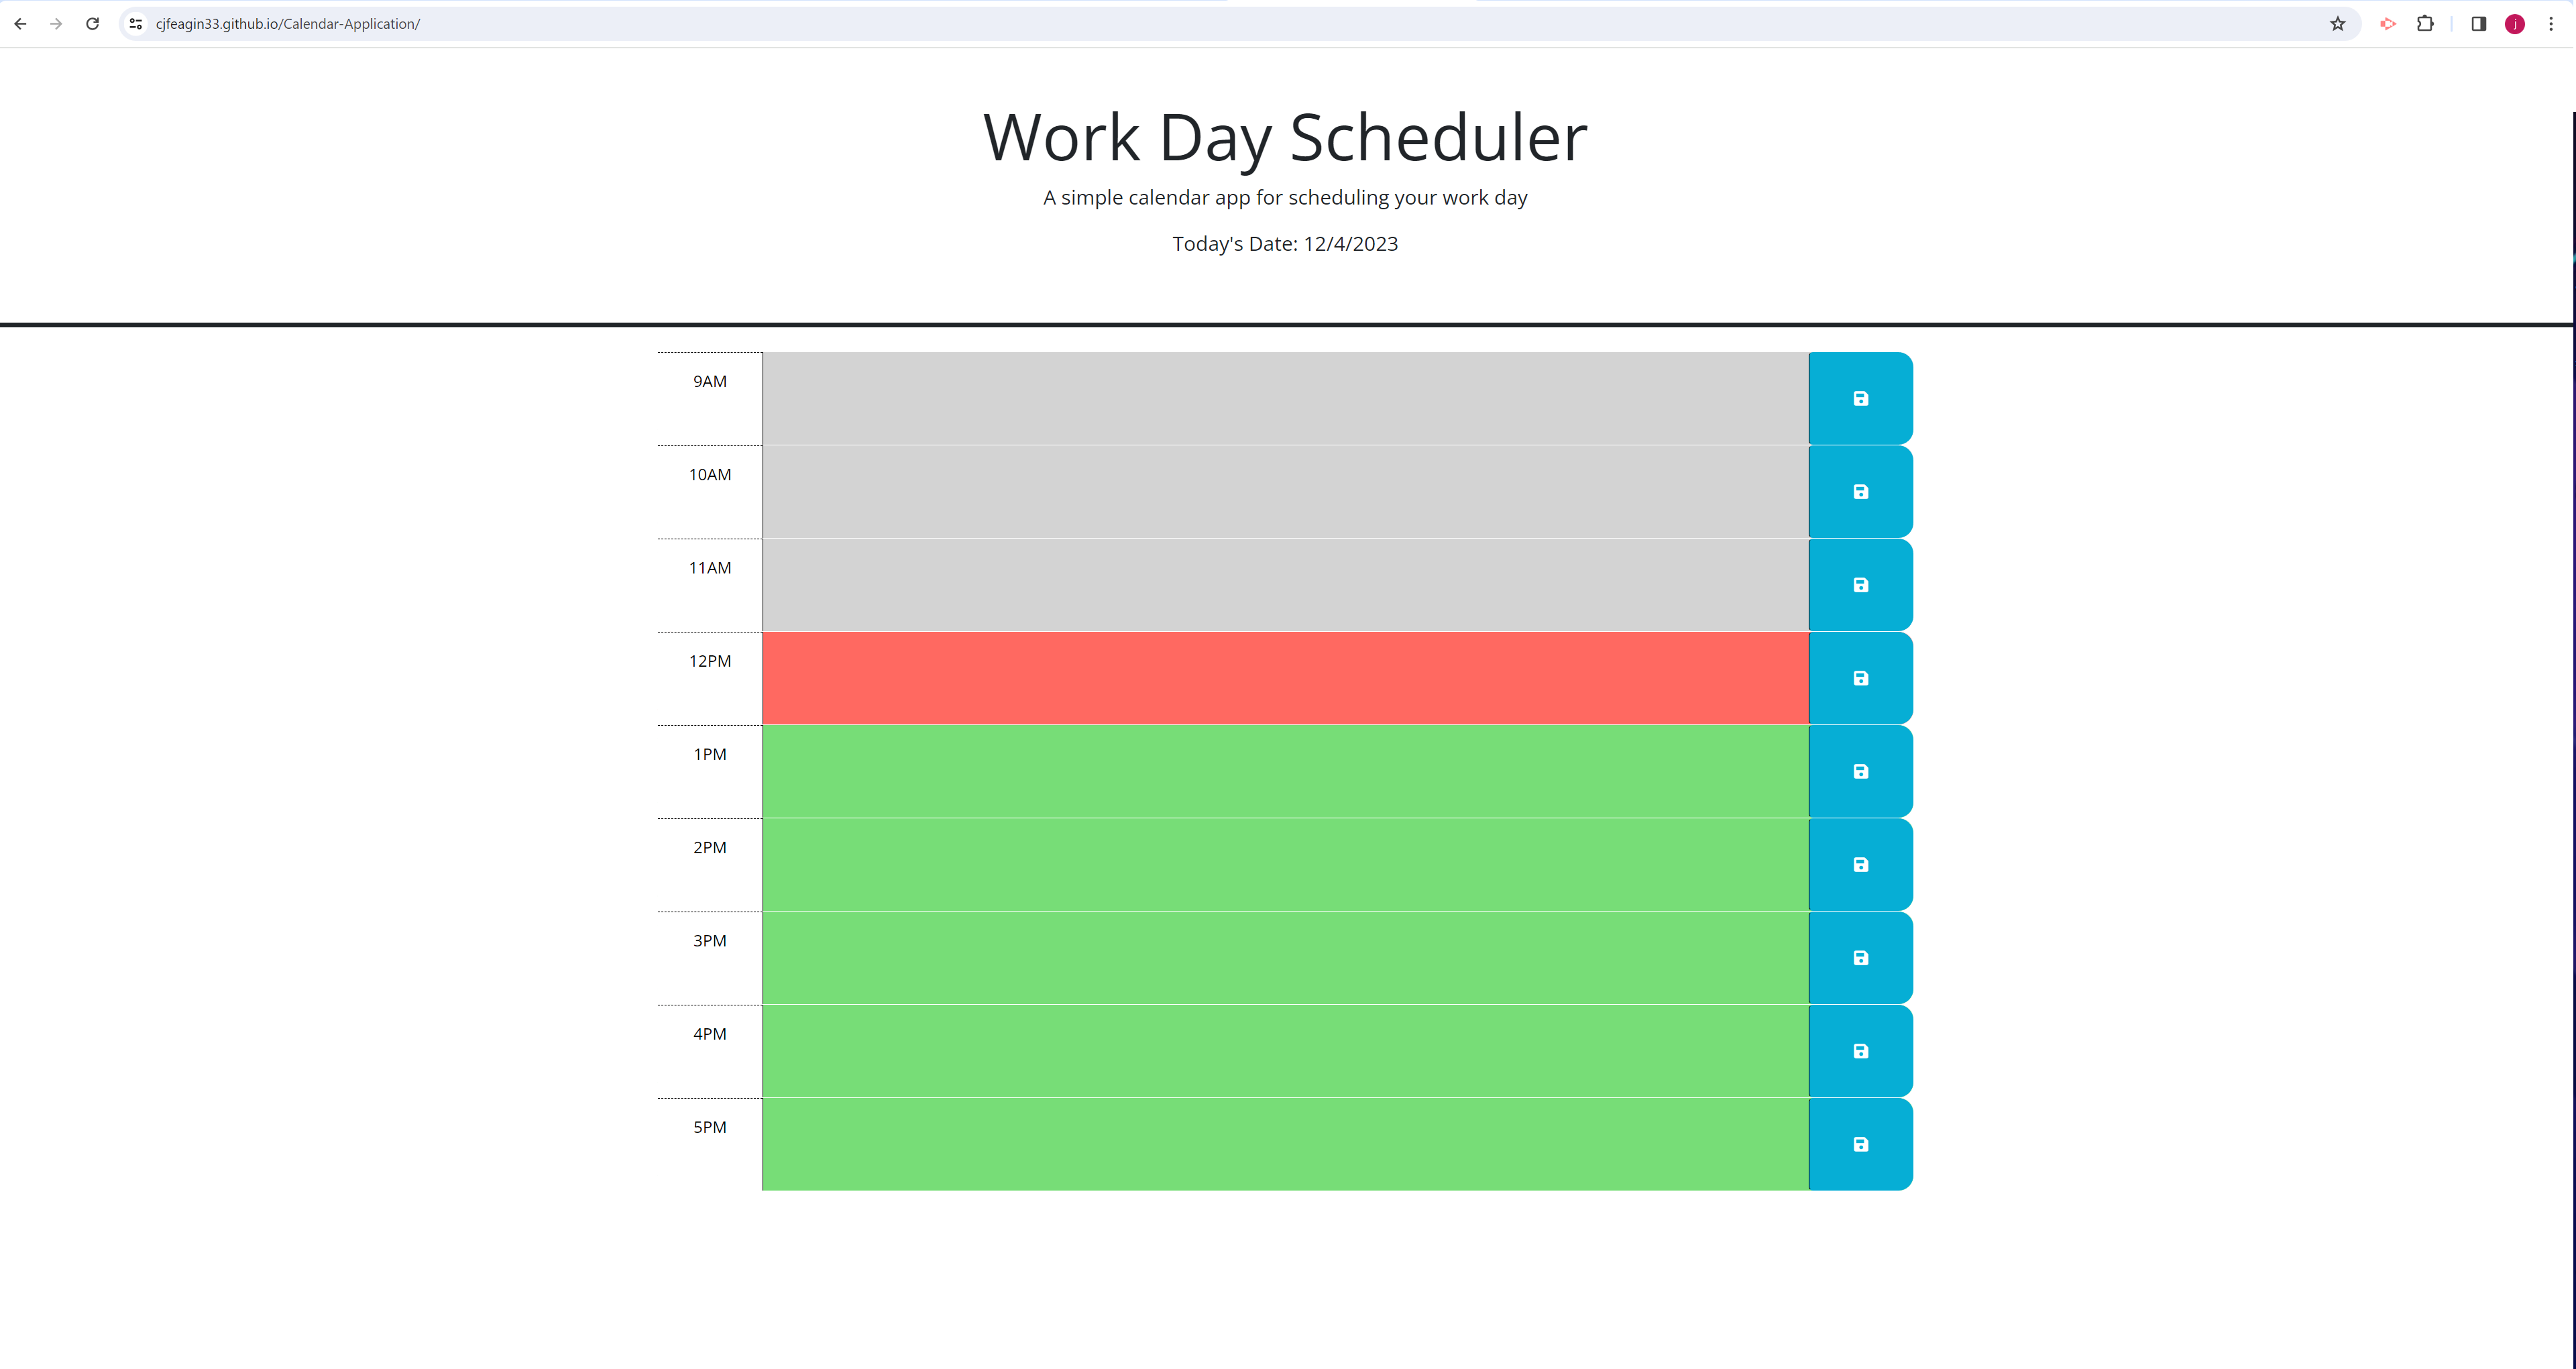 cjfeagin33.github.io/Calendar-Application/
j
Work Day Scheduler
A simple calendar app for scheduling your work day
Today's Date: 12/4/2023
9AM
10AM
11AM
12PM
1PM
2PM
3PM
4PM
5PM